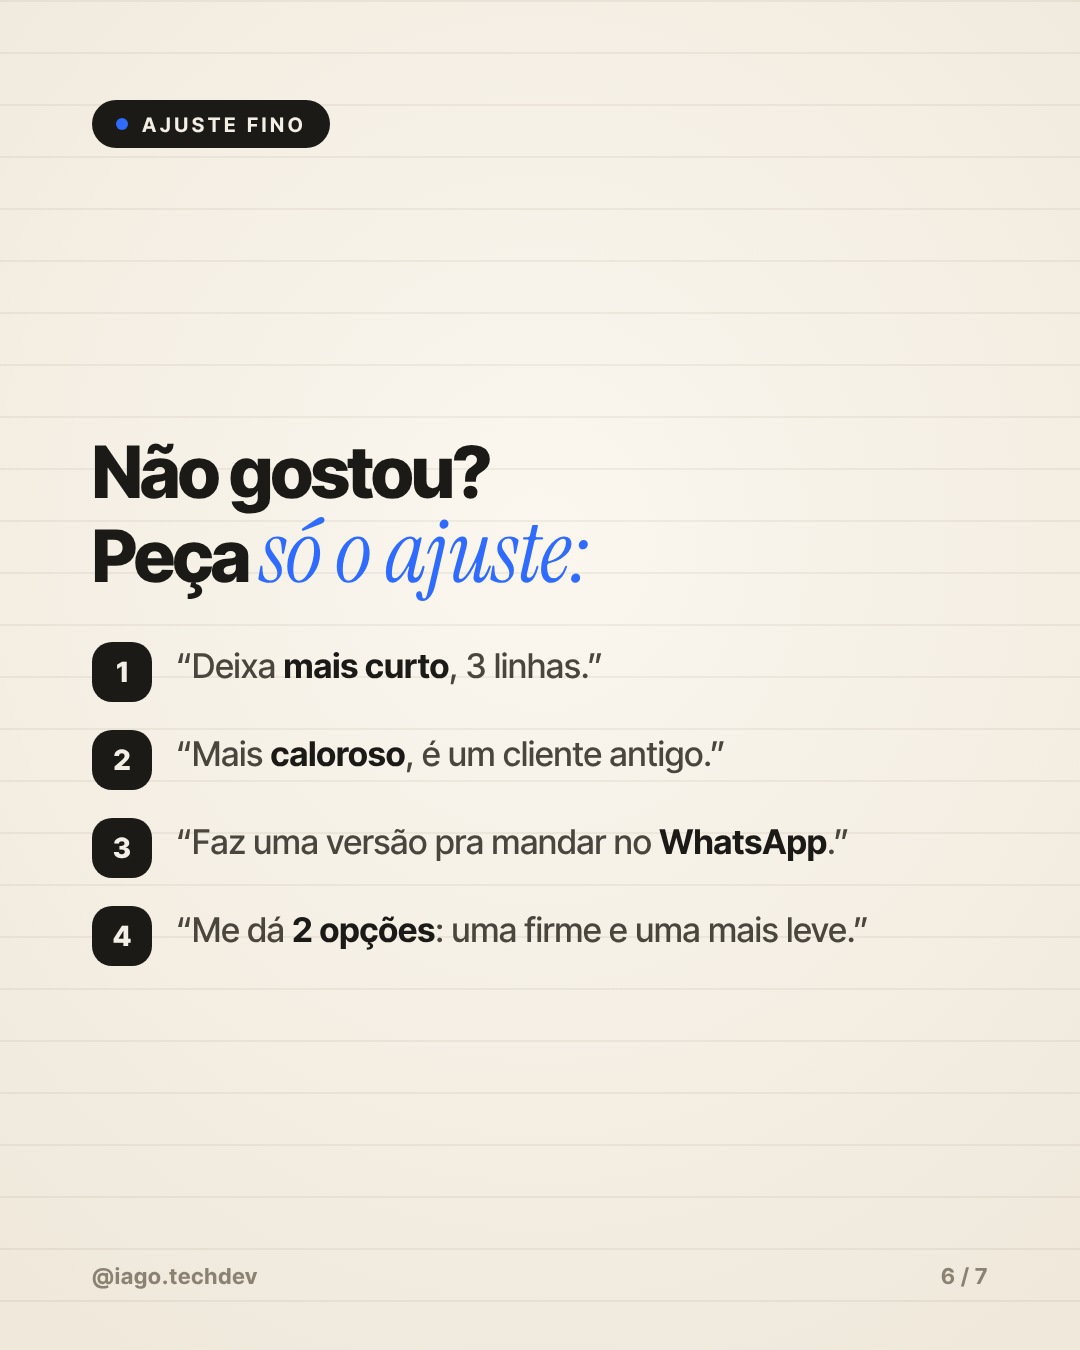 AJUSTE FINO
Não gostou?
Peça só o ajuste:
1 “Deixa mais curto, 3 linhas.”
2 “Mais caloroso, é um cliente antigo.”
3 “Faz uma versão pra mandar no WhatsApp.”
4 “Me dá 2 opções: uma firme e uma mais leve.”
@iago.techdev 6 / 7